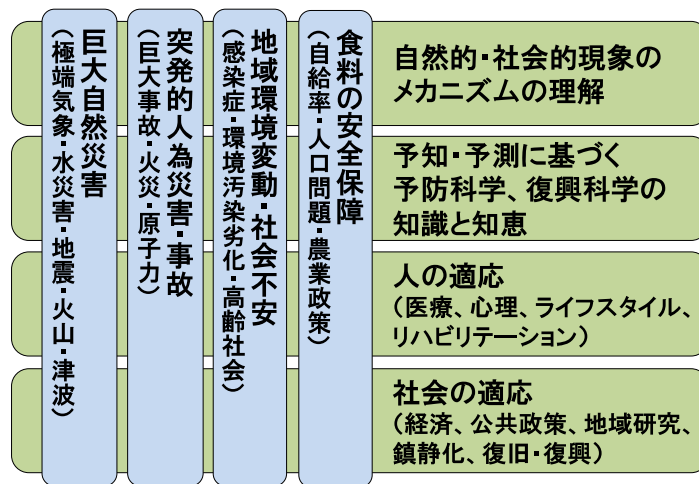 巨大自然災害
（極端気象・水災害・地震・火山・津波）
突発的人為災害・事故
（巨大事故・火災・原子力）
地域環境変動・社会不安
（感染症・環境汚染劣化・高齢社会）
食料の安全保障
（自給率・人口問題・農業政策）
自然的・社会的現象の
メカニズムの理解
予知・予測に基づく
予防科学、復興科学の
知識と知恵
人の適応
（医療、心理、ライフスタイル、
リハビリテーション）
社会の適応
（経済、公共政策、地域研究、
鎮静化、復旧・復興）